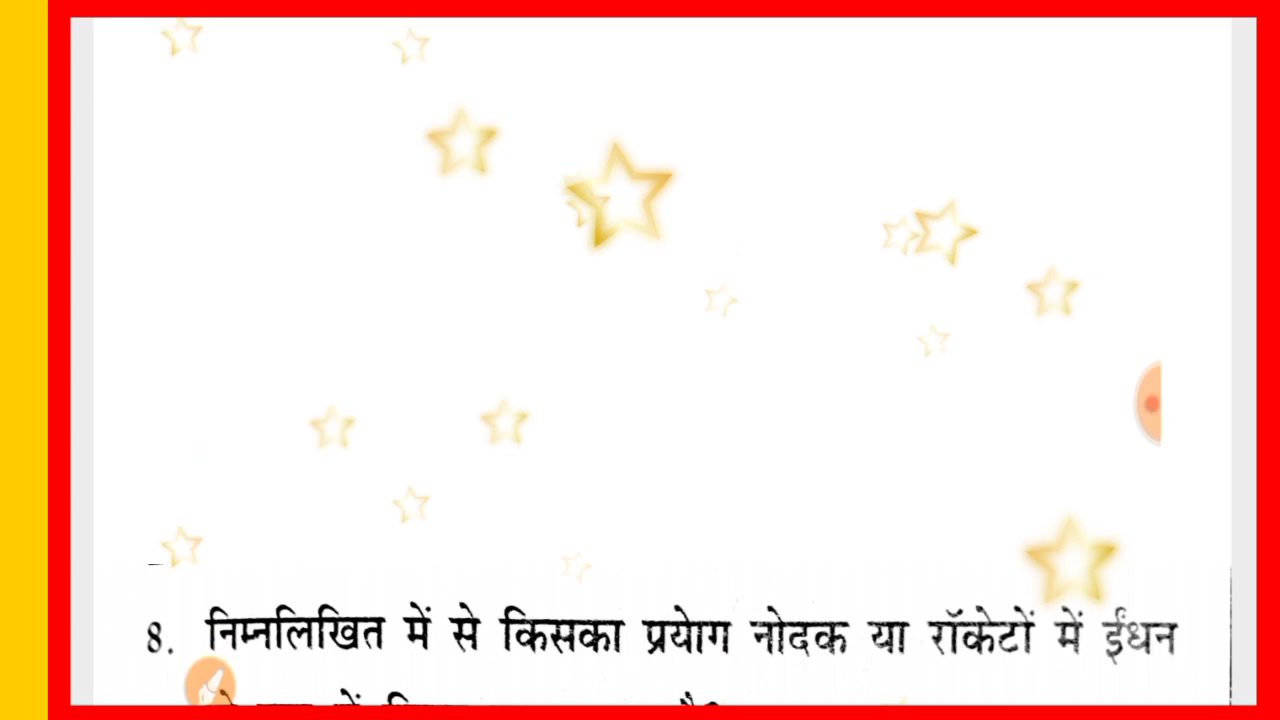 8. निम्नलिखित में से किसका प्रयोग नोदक या रॉकेटों में ईंधन